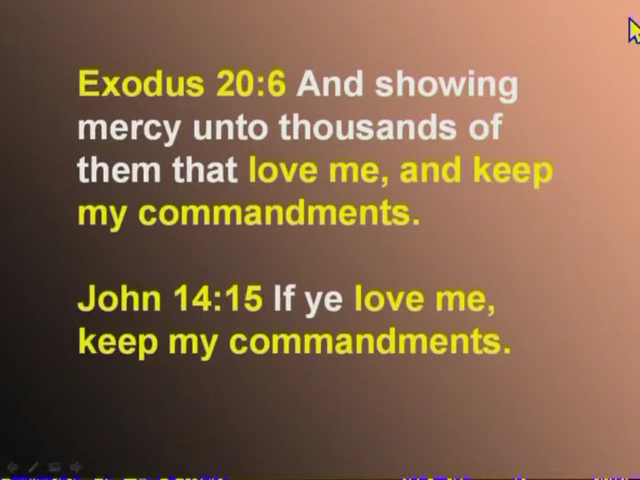 Exodus 20:6 And showing
mercy unto thousands of
them that love me, and keep
my commandments.
John 14:15 If ye love me,
keep my commandments.